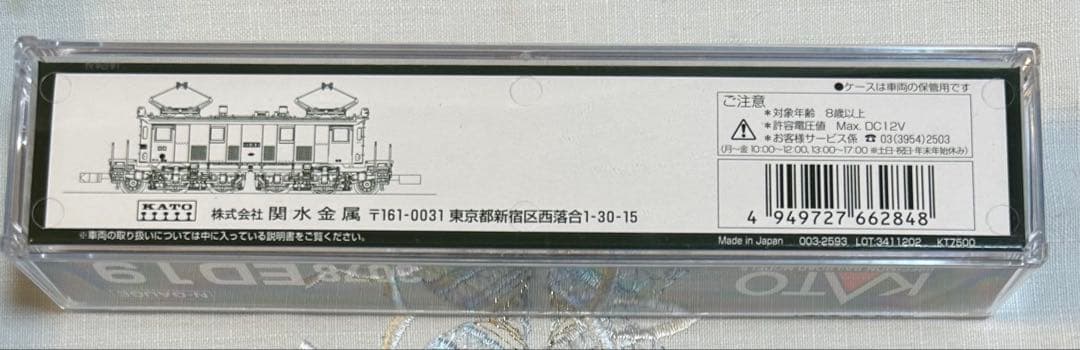 ●ケースは車両の保管用です
ご注意
＊対象年齢 8歳以上
＊許容電圧値 Max. DC12V
＊お客様サービス係 ☎ 03(3954)2503
(月〜金 10:00〜12:00, 13:00〜17:00 ※土日・祝日・年末年始休み)
4 949727 662848
KATO
株式会社 関水金属 〒161-0031 東京都新宿区西落合1-30-15
※車両の取り扱いについては中に入っている説明書をご覧ください。
Made in Japan 003-2593 LOT.3411202 KT7500
N-GAUGE
3078 ED19
KATO